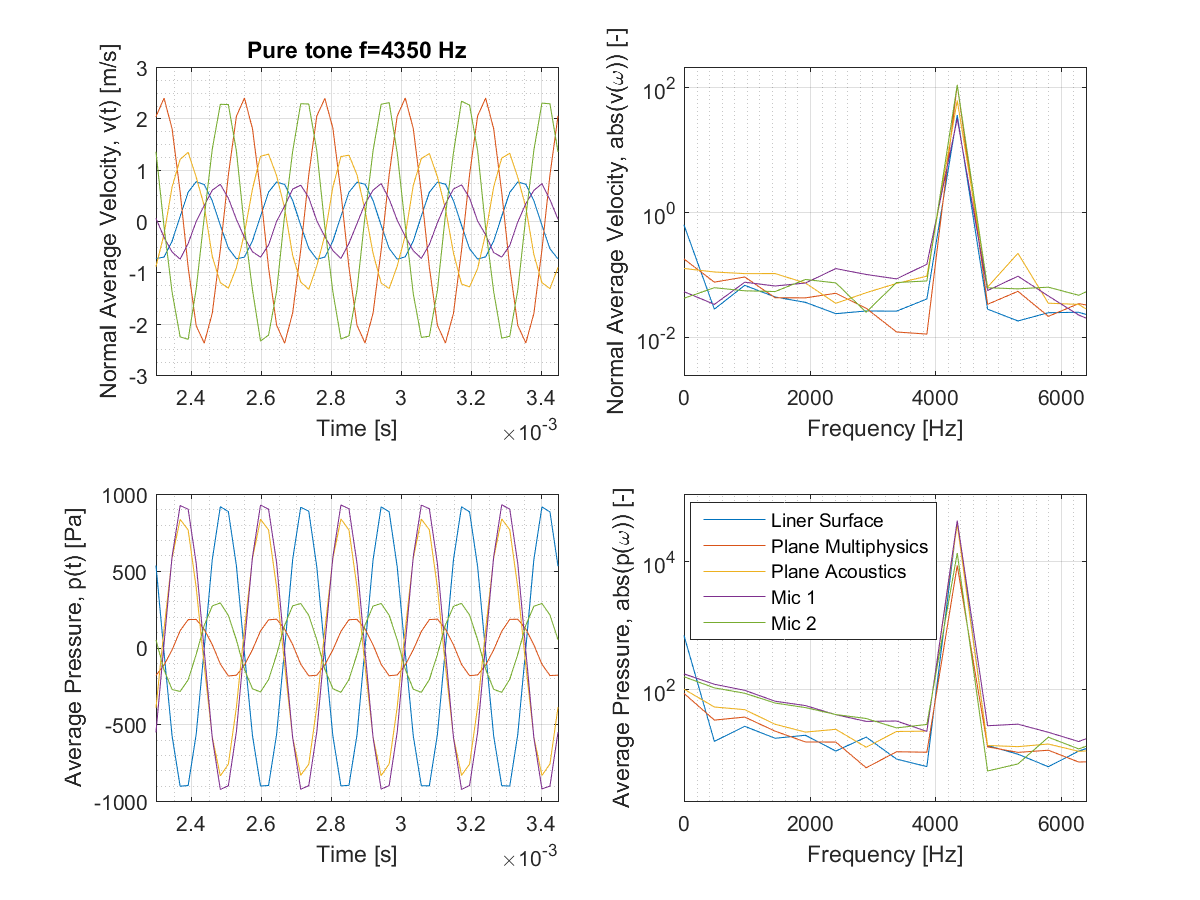 Pure tone f=4350 Hz
Normal Average Velocity, v(t) [m/s]
3
2
1
0
-1
-2
-3
2.4 2.6 2.8 3 3.2 3.4
Time [s]
×10^-3
Normal Average Velocity, abs(v(ω)) [-]
10^2
10^0
10^-2
0 2000 4000 6000
Frequency [Hz]
Average Pressure, p(t) [Pa]
1000
500
0
-500
-1000
2.4 2.6 2.8 3 3.2 3.4
Time [s]
×10^-3
Average Pressure, abs(p(ω)) [-]
10^4
10^2
Liner Surface
Plane Multiphysics
Plane Acoustics
Mic 1
Mic 2
0 2000 4000 6000
Frequency [Hz]